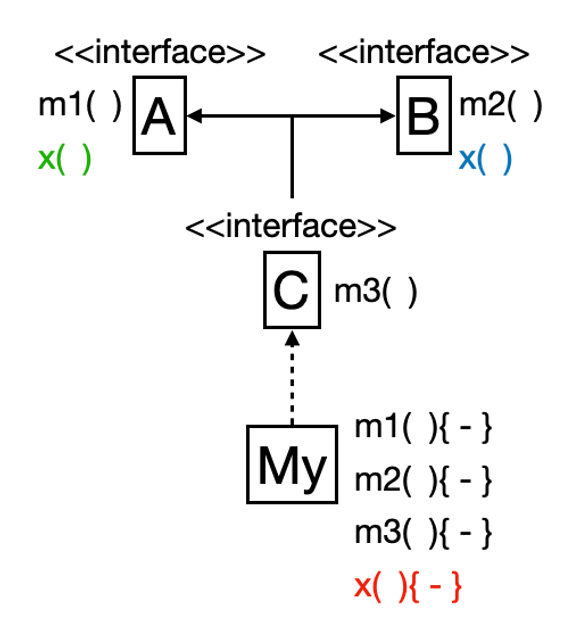 <<interface>> <<interface>>
m1( ) A B m2( )
x( ) x( )
<<interface>>
C m3( )
m1( ){ - }
My m2( ){ - }
m3( ){ - }
x( ){ - }